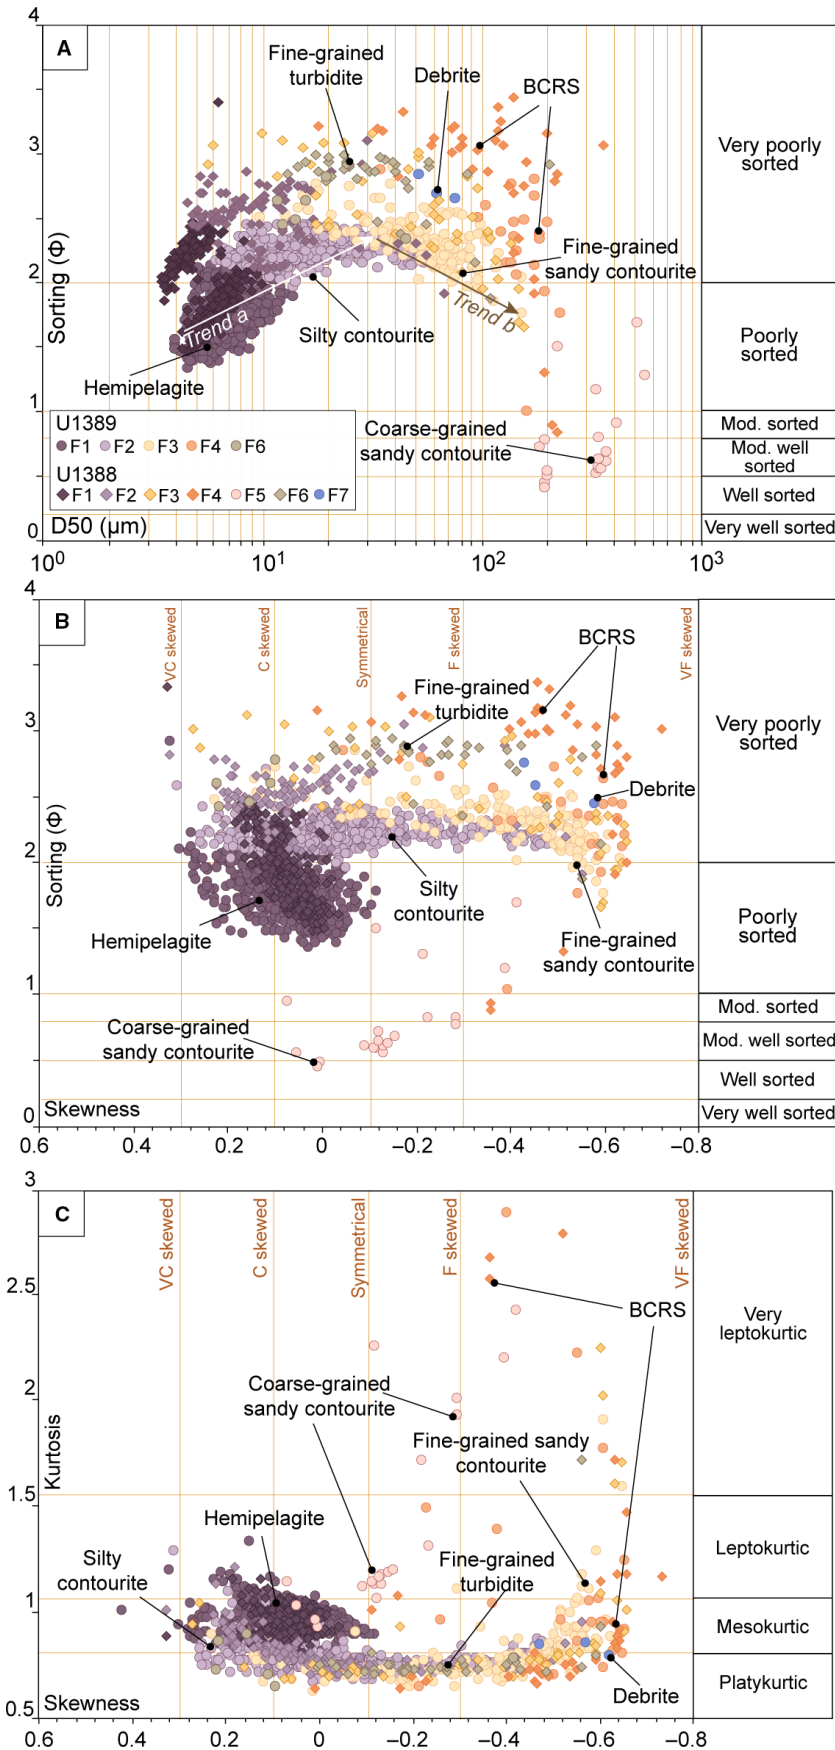 4
A
Fine-grained
turbidite
Debrite
BCRS
3
Very poorly
sorted
Sorting (Φ)
Fine-grained
sandy contourite
2
Trend a
Trend b
Silty contourite
Poorly
sorted
Hemipelagite
1
U1389
F1 F2 F3 F4 F6
U1388
F1 F2 F3 F4 F5 F6 F7
Coarse-grained
sandy contourite
Mod. sorted
Mod. well
sorted
Well sorted
Very well sorted
0
D50 (µm)
10⁰ 10¹ 10² 10³
4
B
VC skewed
C skewed
Symmetrical
F skewed
VF skewed
BCRS
Fine-grained
turbidite
3
Very poorly
sorted
Debrite
Sorting (Φ)
2
Silty
contourite
Hemipelagite
Fine-grained
sandy contourite
Poorly
sorted
1
Coarse-grained
sandy contourite
Mod. sorted
Mod. well sorted
Well sorted
Very well sorted
0
Skewness
0.6 0.4 0.2 0 –0.2 –0.4 –0.6 –0.8
3
C
VC skewed
C skewed
Symmetrical
F skewed
VF skewed
2.5
BCRS
Very
leptokurtic
2
Coarse-grained
sandy contourite
Kurtosis
Fine-grained sandy
contourite
1.5
Hemipelagite
Silty
contourite
Fine-grained
turbidite
Leptokurtic
1
Mesokurtic
Platykurtic
Debrite
0.5
Skewness
0.6 0.4 0.2 0 –0.2 –0.4 –0.6 –0.8